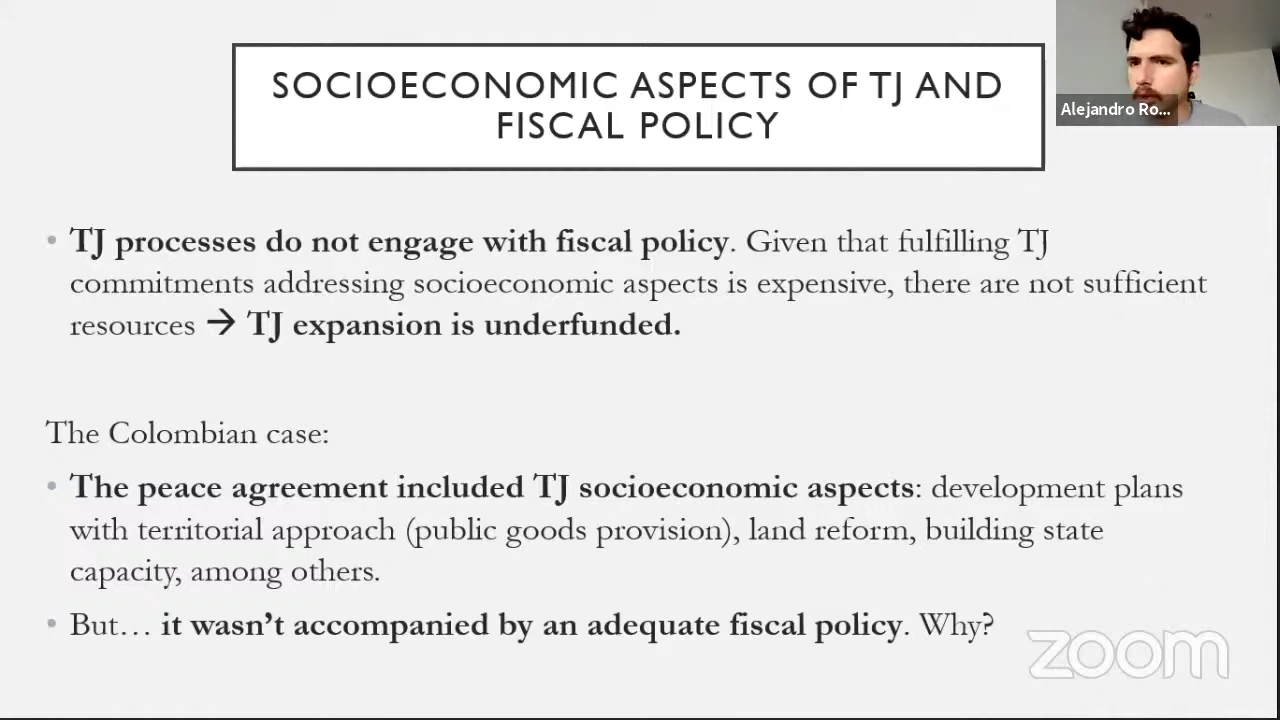 SOCIOECONOMIC ASPECTS OF TJ AND
FISCAL POLICY
Alejandro Ro...
• TJ processes do not engage with fiscal policy. Given that fulfilling TJ
commitments addressing socioeconomic aspects is expensive, there are not sufficient
resources → TJ expansion is underfunded.
The Colombian case:
• The peace agreement included TJ socioeconomic aspects: development plans
with territorial approach (public goods provision), land reform, building state
capacity, among others.
• But… it wasn’t accompanied by an adequate fiscal policy. Why?
zoom